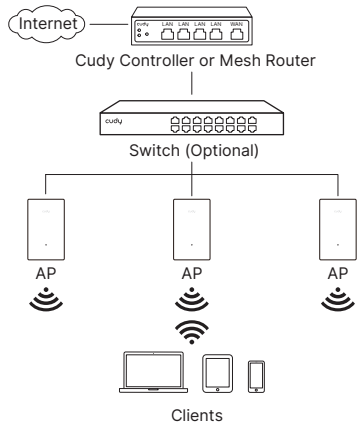 Internet
cudy
LAN LAN LAN LAN WAN
Cudy Controller or Mesh Router
cudy
Switch (Optional)
AP AP AP
Clients